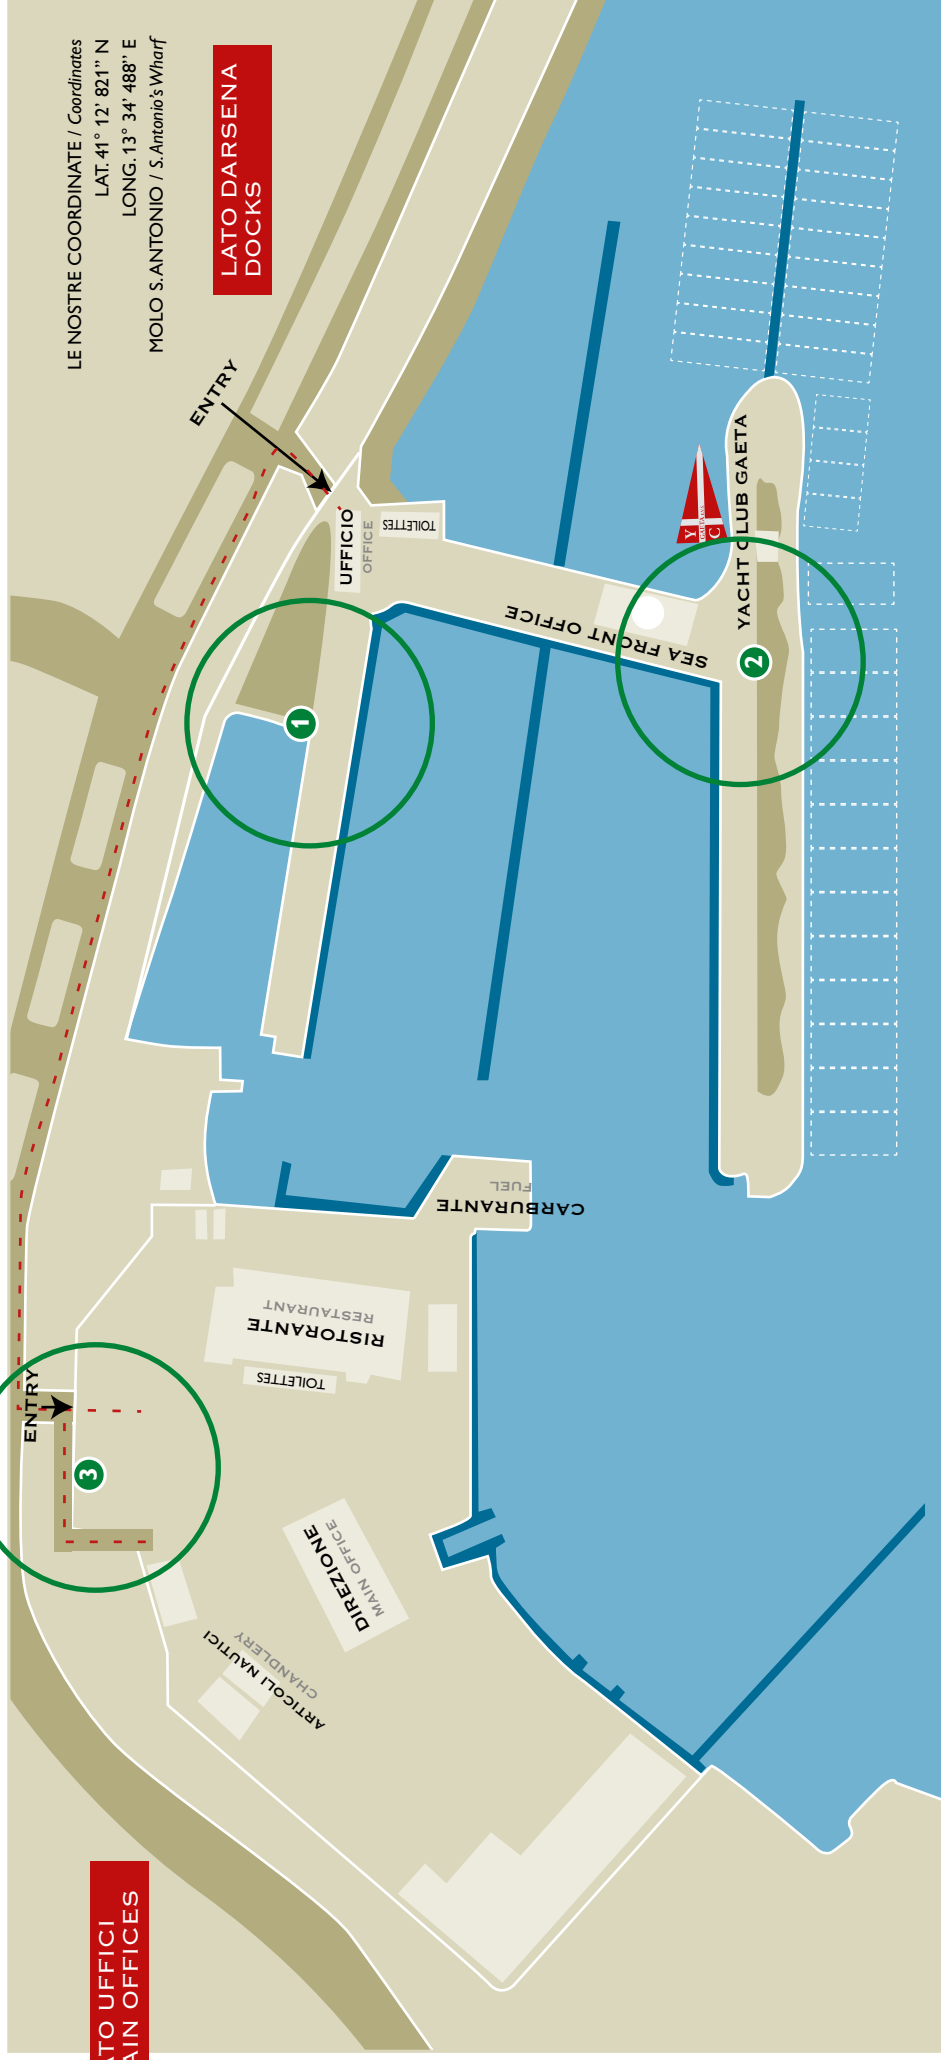 LE NOSTRE COORDINATE / Coordinates
LAT. 41° 12' 821" N
LONG. 13° 34' 488" E
MOLO S.ANTONIO / S.Antonio's Wharf
LATO DARSENA
DOCKS
ENTRY
UFFICIO
OFFICE
TOILETTES
SEA FRONT OFFICE
Y
C
YACHT CLUB GAETA
1
2
CARBURANTE
FUEL
RISTORANTE
RESTAURANT
TOILETTES
ENTRY
3
DIREZIONE
MAIN OFFICE
ARTICOLI NAUTICI
CHANDLERY
TO UFFICI
AIN OFFICES